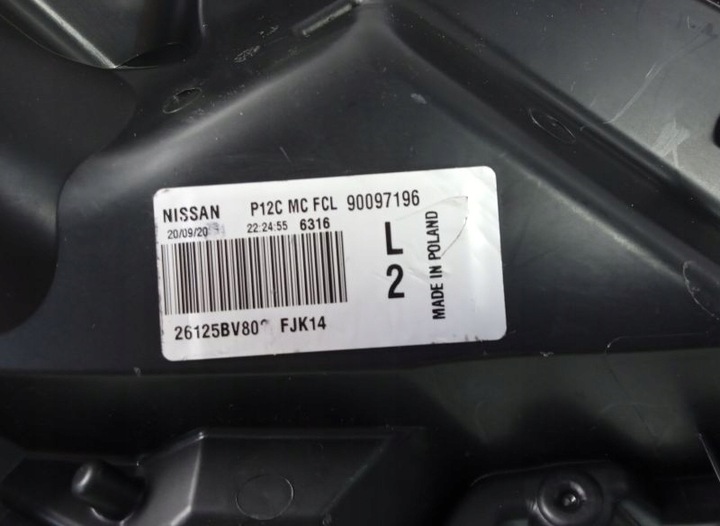 NISSAN P12C MC FCL 90097196
22:24:55 6316
L
2
MADE IN POLAND
FJK14